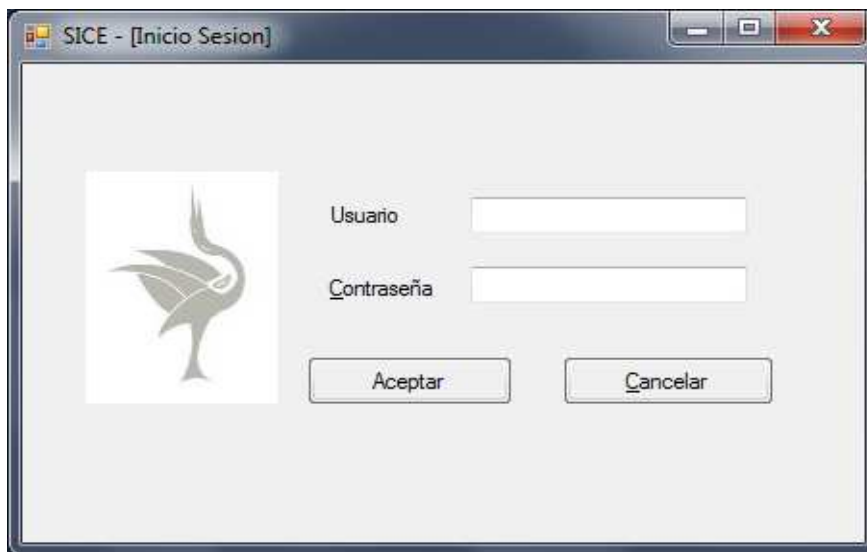 SICE - [Inicio Sesion]
Usuario
Contraseña
Aceptar
Cancelar